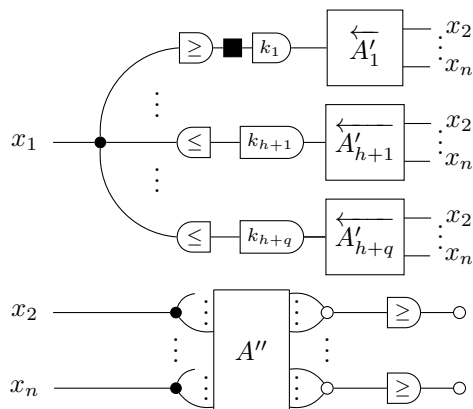 ≥ k₁ ←A′₁ x₂
⋮ xₙ
⋮
x₁ ≤ kₕ₊₁ ←A′ₕ₊₁ x₂
⋮ xₙ
⋮
≤ kₕ₊q ←A′ₕ₊q x₂
⋮ xₙ
x₂ ⋮ A″ ⋮ ≥
⋮ ⋮
xₙ ⋮ ⋮ ≥